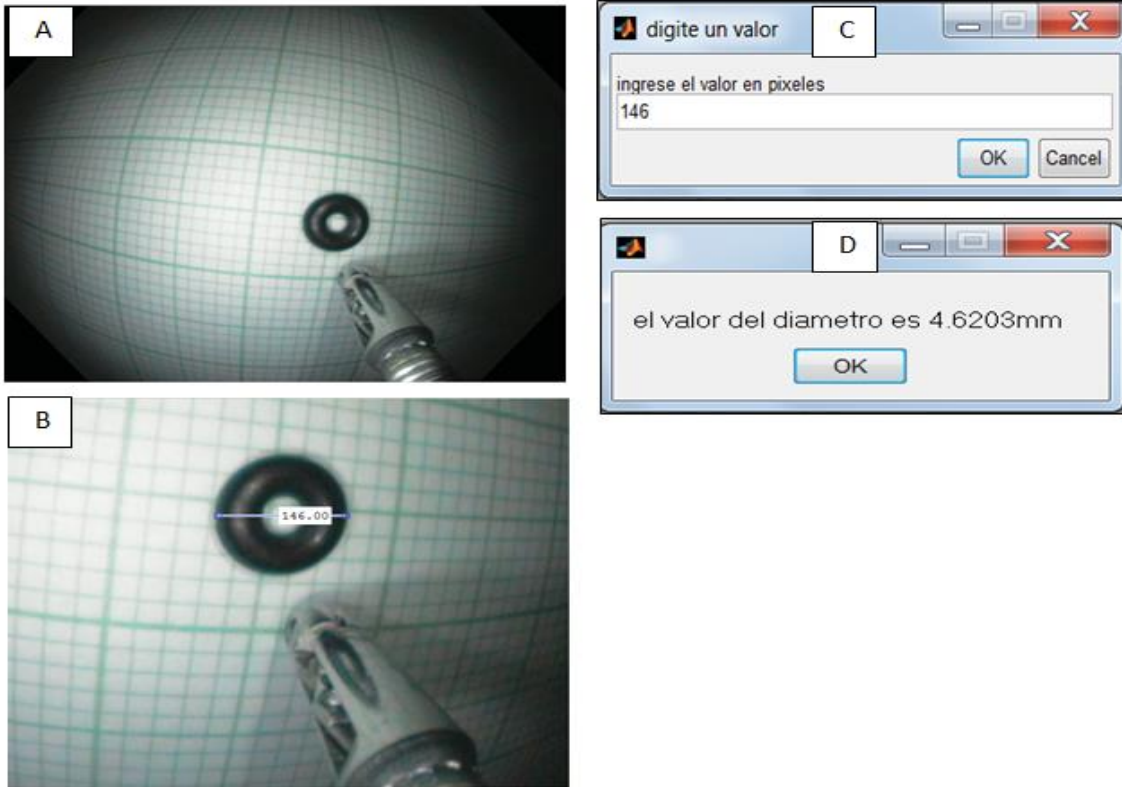 A
B
146.00
C
digite un valor
ingrese el valor en pixeles
146
OK
Cancel
D
el valor del diametro es 4.6203mm
OK